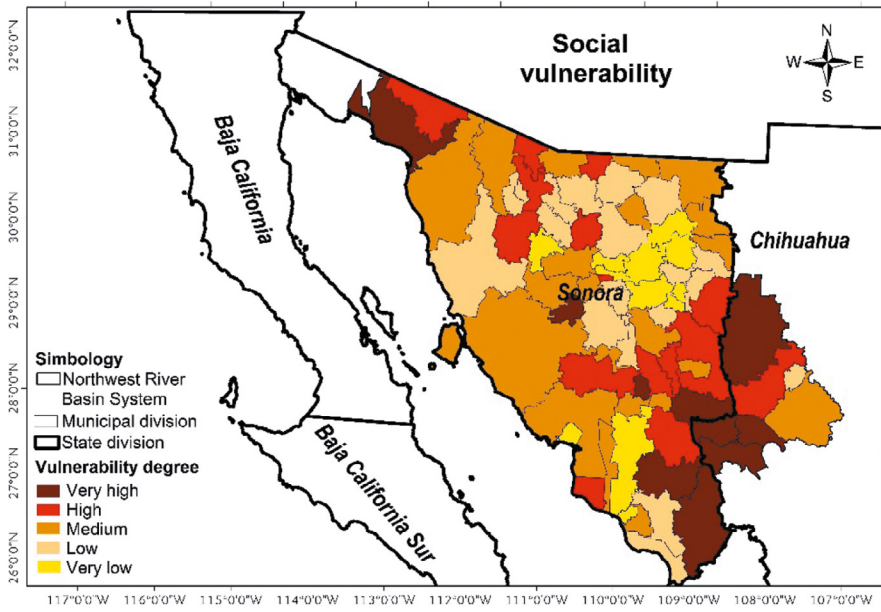 Social
vulnerability
N
W E
S
Baja California
Chihuahua
Sonora
Baja California Sur
Simbology
Northwest River
Basin System
Municipal division
State division
Vulnerability degree
Very high
High
Medium
Low
Very low
32°0'0"N
31°0'0"N
30°0'0"N
29°0'0"N
28°0'0"N
27°0'0"N
26°0'0"N
117°0'0"W 116°0'0"W 115°0'0"W 114°0'0"W 113°0'0"W 112°0'0"W 111°0'0"W 110°0'0"W 109°0'0"W 108°0'0"W 107°0'0"W